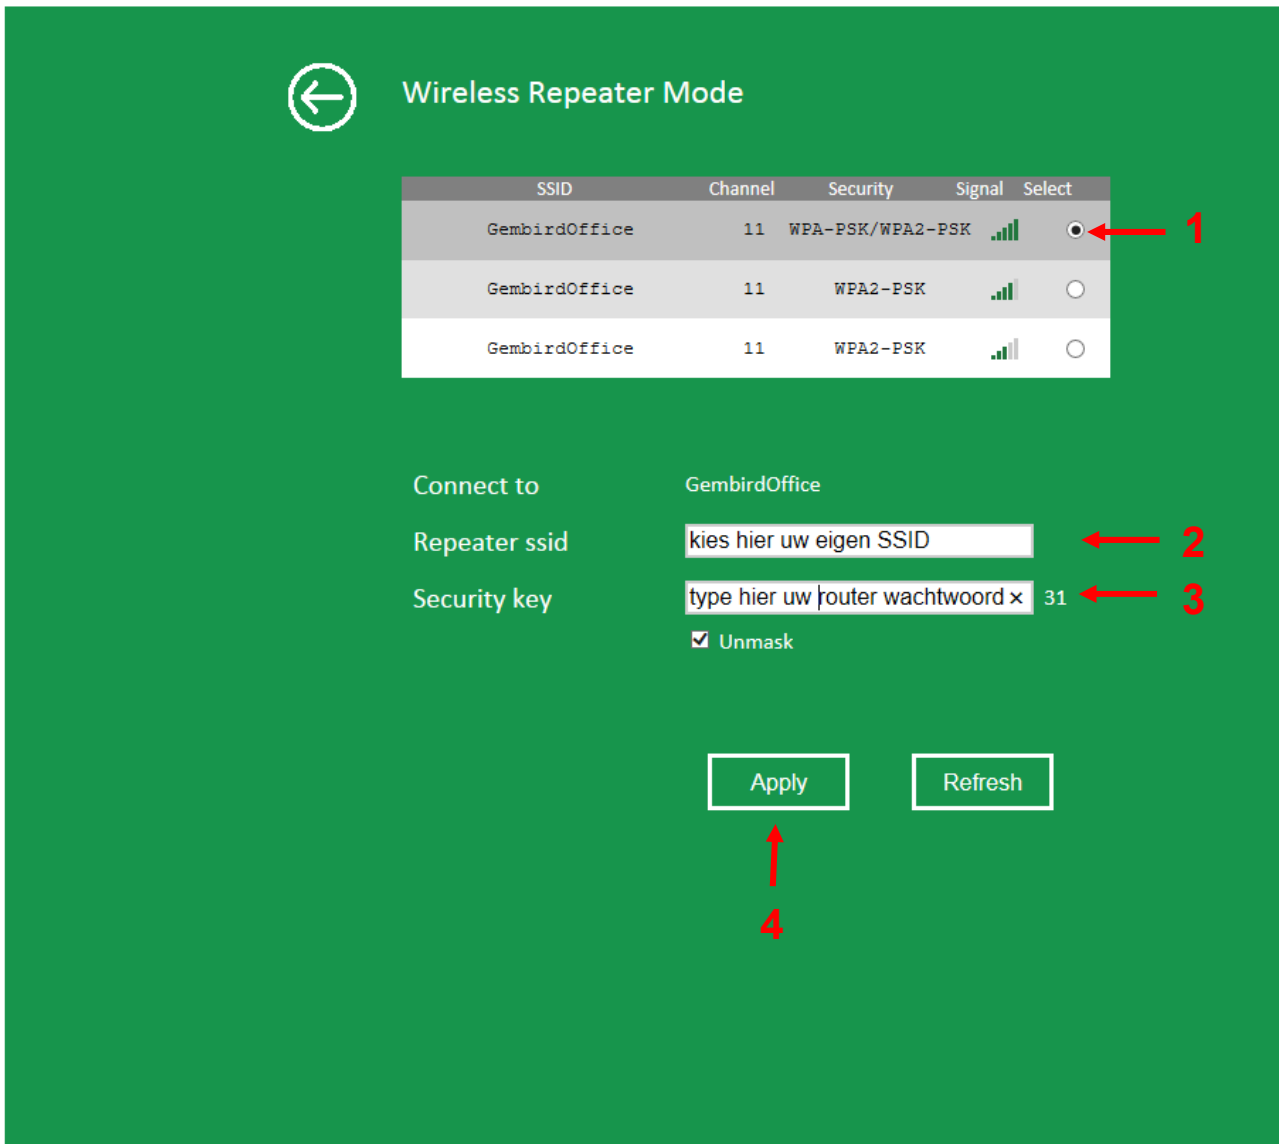 Wireless Repeater Mode
SSID Channel Security Signal Select
GembirdOffice 11 WPA-PSK/WPA2-PSK 1
GembirdOffice 11 WPA2-PSK
GembirdOffice 11 WPA2-PSK
Connect to GembirdOffice
Repeater ssid kies hier uw eigen SSID 2
Security key type hier uw router wachtwoord × 31 3
Unmask
Apply Refresh
4